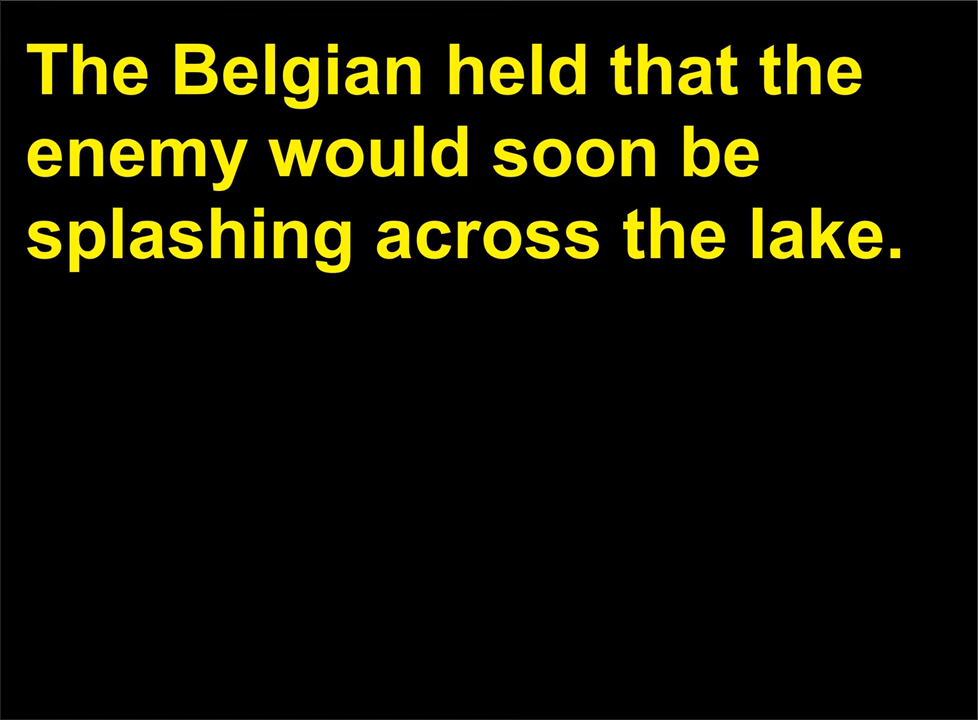 The Belgian held that the
enemy would soon be
splashing across the lake.